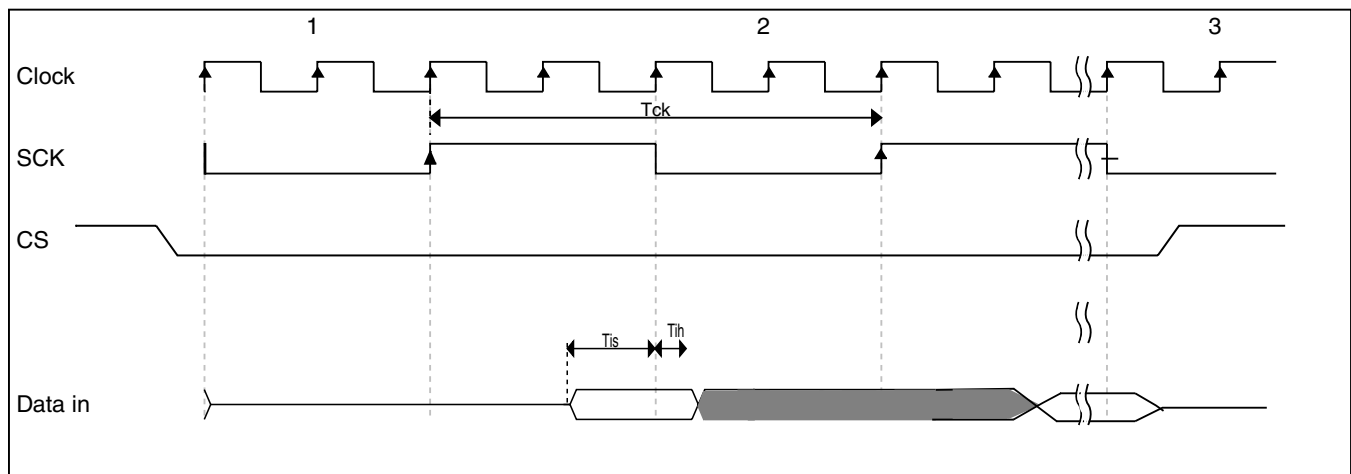 1 2 3
Clock
Tck
SCK
CS
Tis Tih
Data in